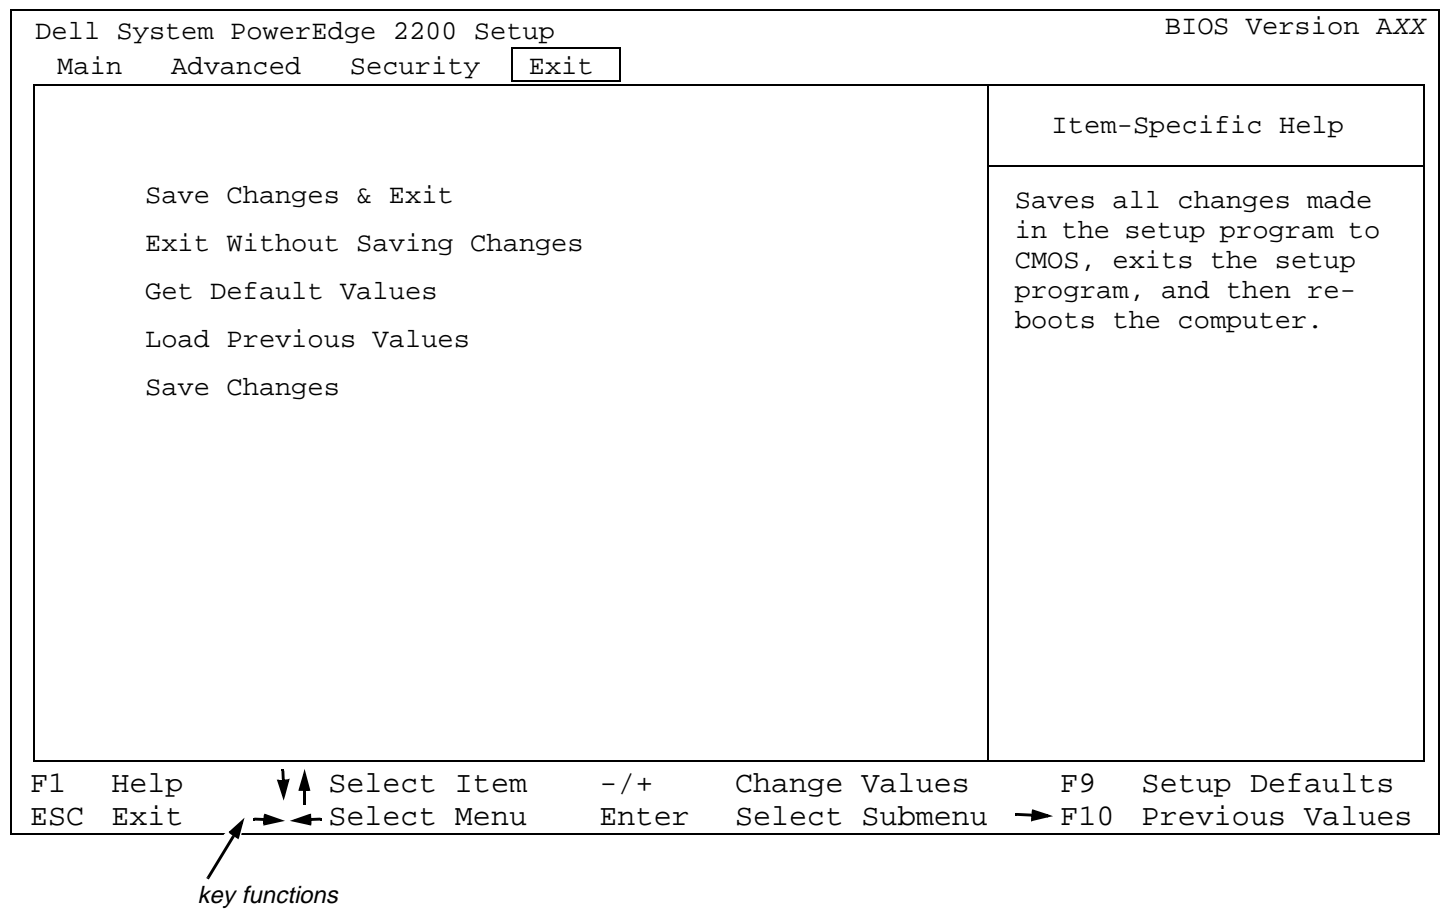 Dell System PowerEdge 2200 Setup BIOS Version AXX
Main Advanced Security Exit
Item-Specific Help
Save Changes & Exit
Exit Without Saving Changes
Get Default Values
Load Previous Values
Save Changes
Saves all changes made
in the setup program to
CMOS, exits the setup
program, and then re-
boots the computer.
F1 Help Select Item -/+ Change Values F9 Setup Defaults
ESC Exit Select Menu Enter Select Submenu F10 Previous Values
key functions